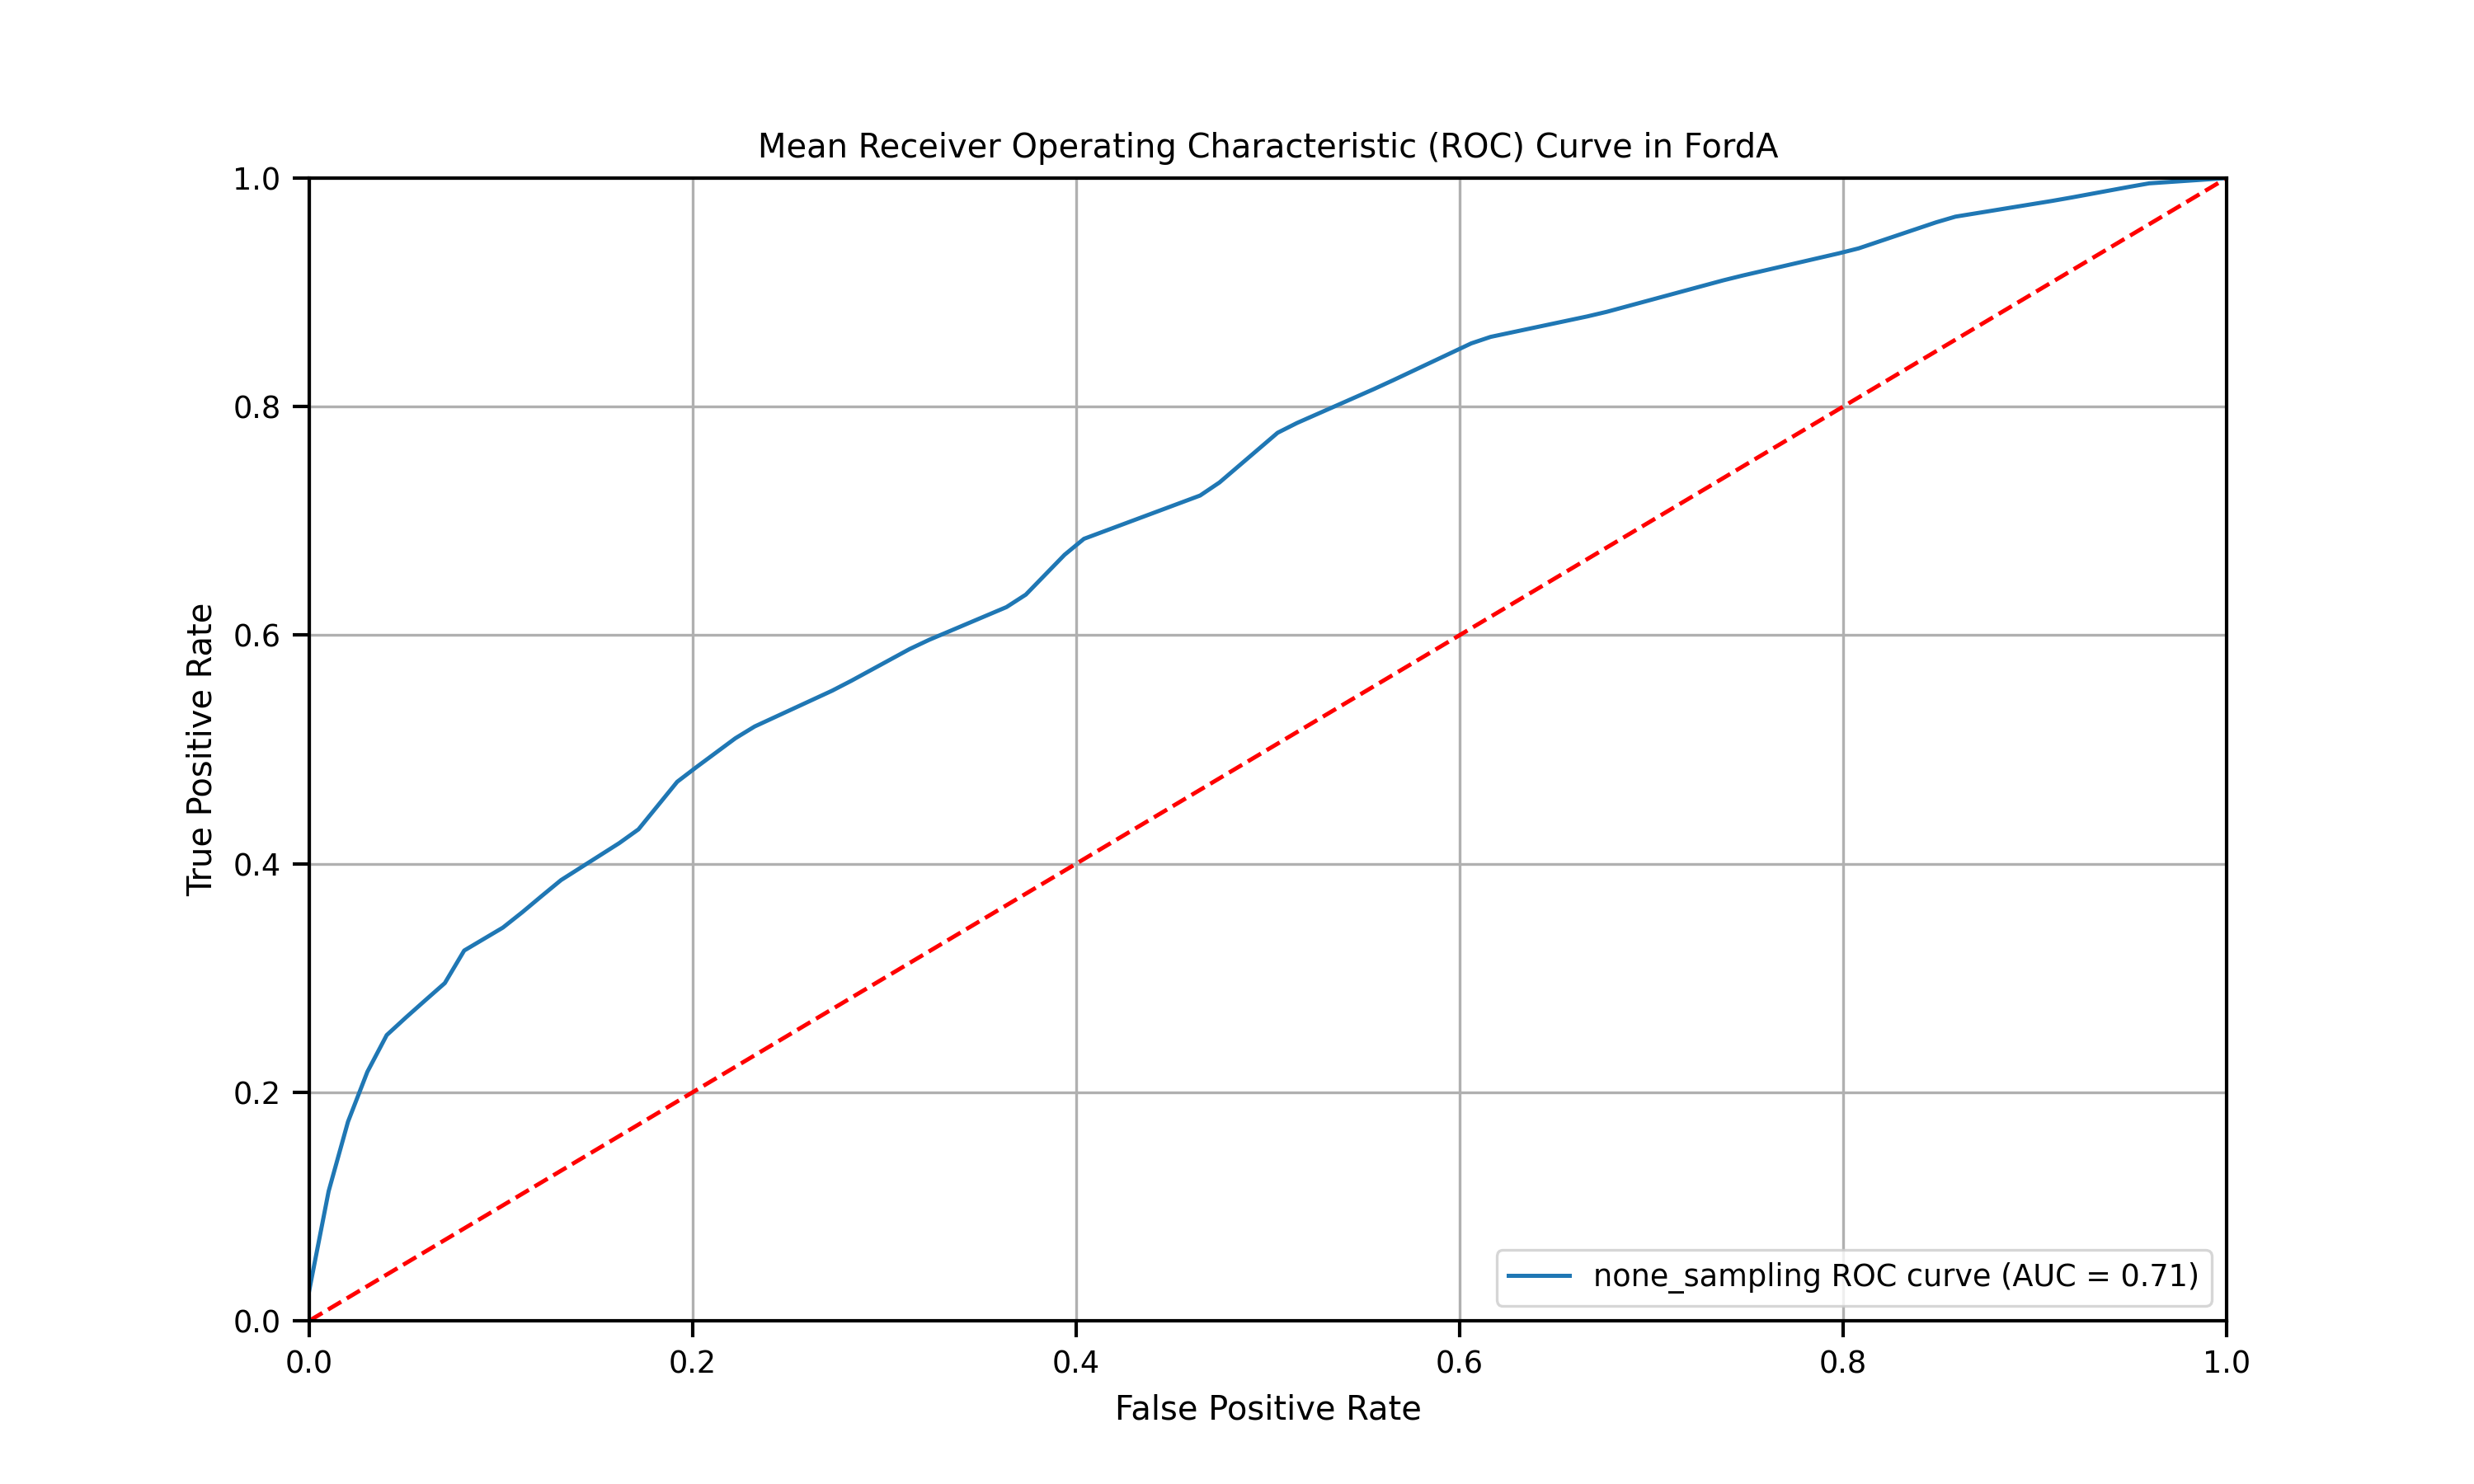 Mean Receiver Operating Characteristic (ROC) Curve in FordA
1.0
0.8
0.6
0.4
0.2
0.0
True Positive Rate
none_sampling ROC curve (AUC = 0.71)
0.0 0.2 0.4 0.6 0.8 1.0
False Positive Rate